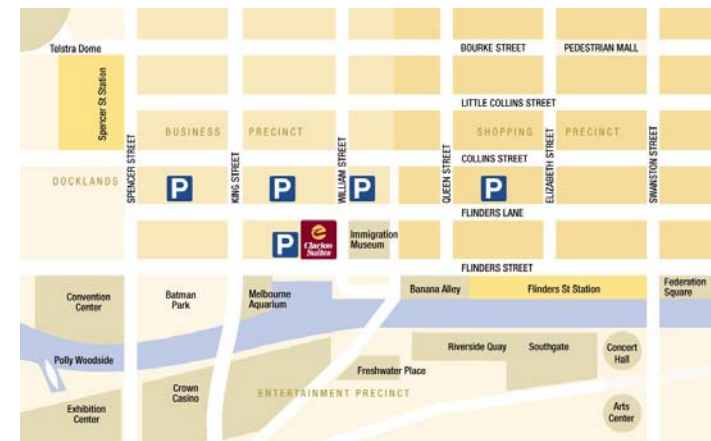 Telstra Dome
BOURKE STREET
PEDESTRIAN MALL
Spencer St Station
LITTLE COLLINS STREET
BUSINESS PRECINCT
SHOPPING PRECINCT
SPENCER STREET
KING STREET
WILLIAM STREET
QUEEN STREET
COLLINS STREET
ELIZABETH STREET
SWANSTON STREET
DOCKLANDS
P
P
P
P
FLINDERS LANE
P
Clarion
Suites
Immigration
Museum
FLINDERS STREET
Convention
Center
Batman
Park
Melbourne
Aquarium
Banana Alley
Flinders St Station
Federation
Square
Polly Woodside
Riverside Quay
Southgate
Concert
Hall
Freshwater Place
Crown
Casino
ENTERTAINMENT PRECINCT
Exhibition
Center
Arts
Center